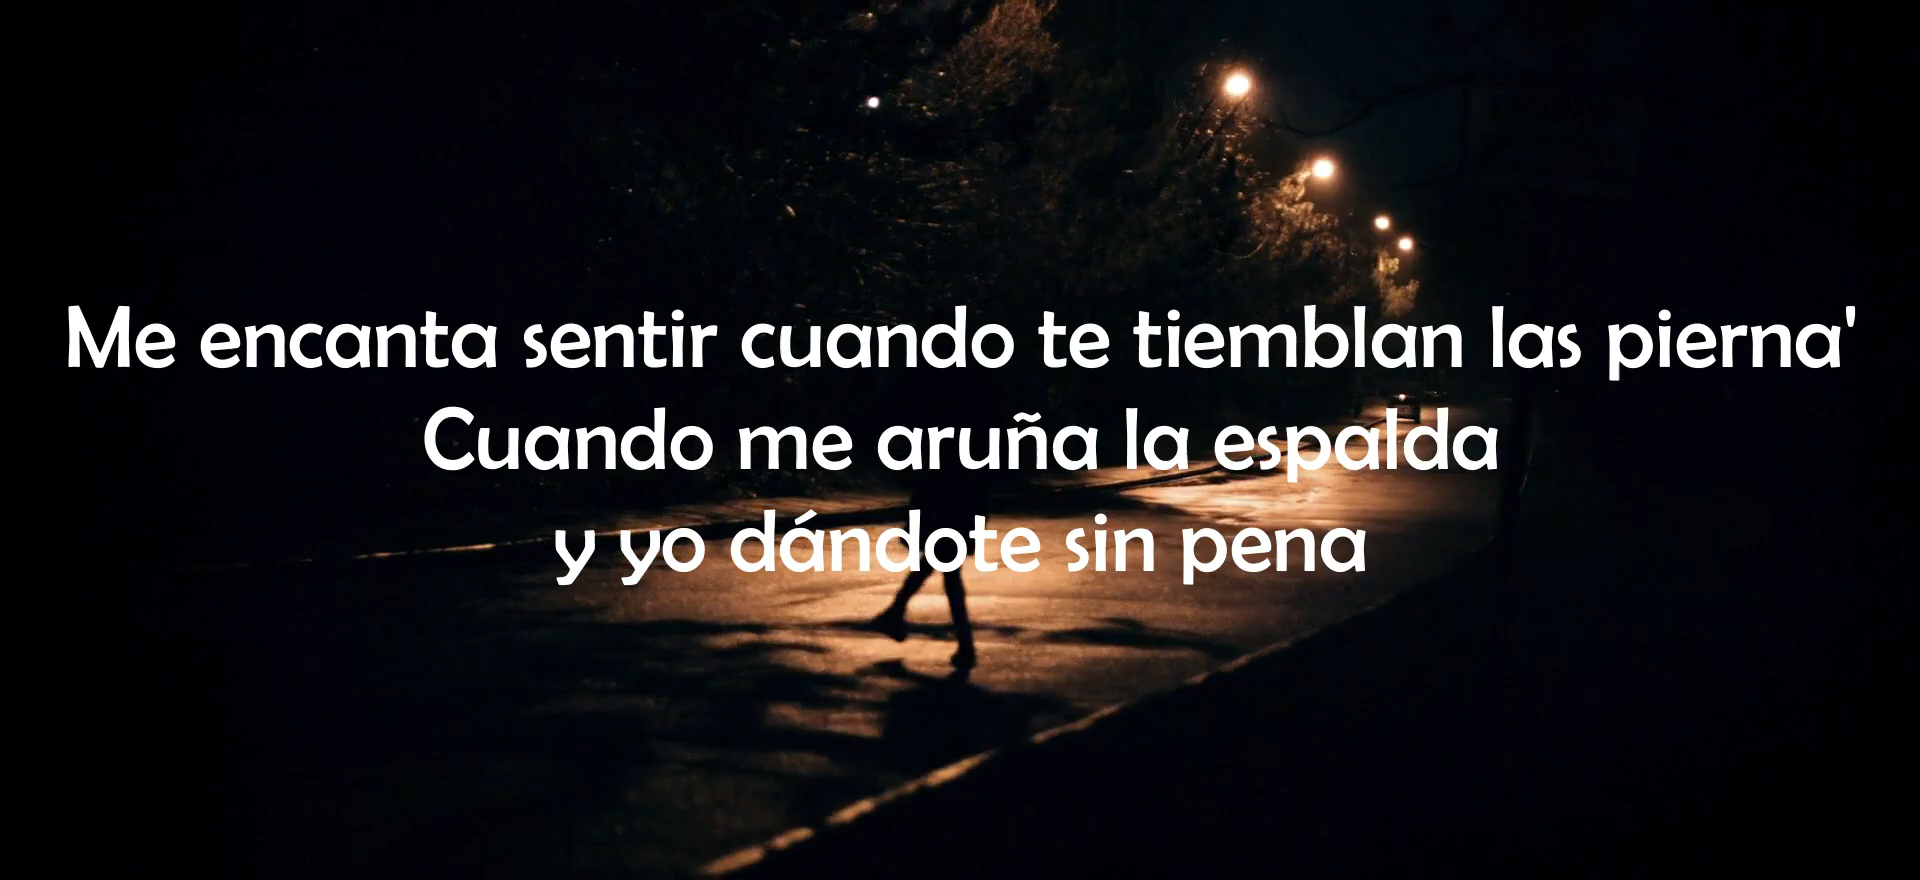 Me encanta sentir cuando te tiemblan las pierna'
Cuando me aruña la espalda
y yo dándote sin pena